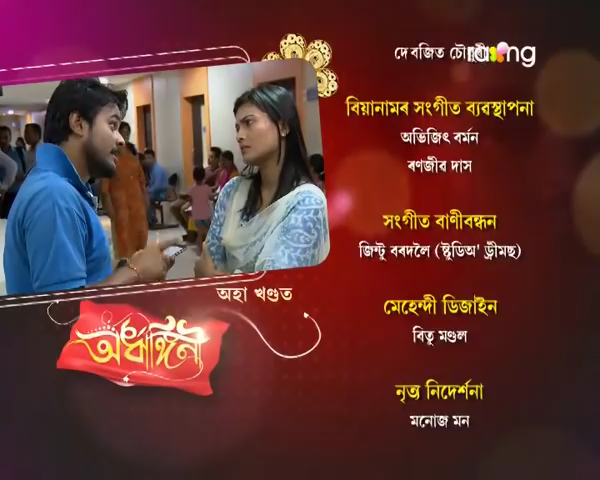 দেবজিত চৌধুৰী
rang
বিয়ানামৰ সংগীত ব্যৱস্থাপনা
অভিজিৎ বৰ্মন
ৰণজীৱ দাস
সংগীত বাণীবন্ধন
জিন্টু বৰদলৈ (ষ্টুডিঅ' ড্ৰীমছ)
মেহেন্দী ডিজাইন
বিতু মণ্ডল
নৃত্য নিদেৰ্শনা
মনোজ মন
অহা খণ্ডত
অৰ্ধাঙ্গিনী